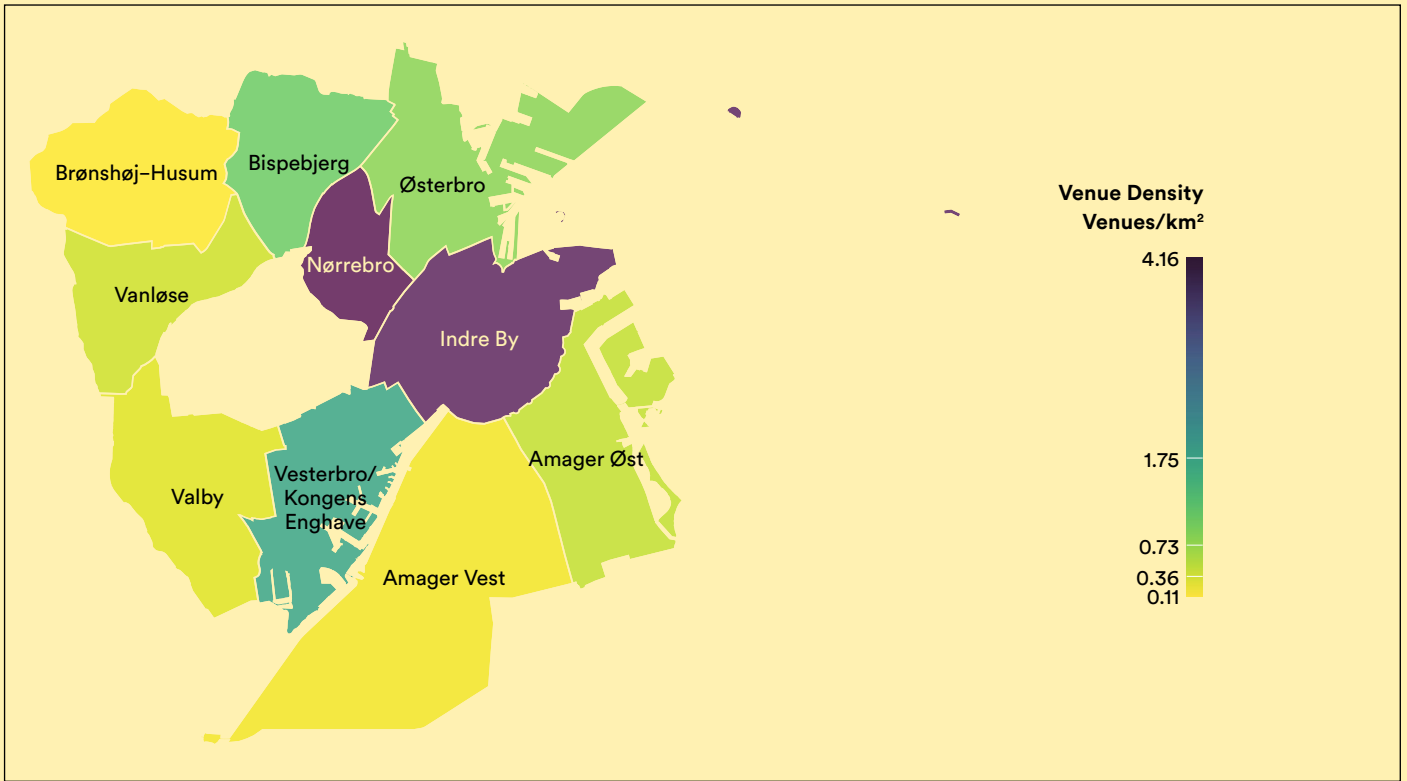 Brønshøj–Husum
Bispebjerg
Østerbro
Nørrebro
Vanløse
Indre By
Amager Øst
Valby
Vesterbro/
Kongens
Enghave
Amager Vest
Venue Density
Venues/km²
4.16
1.75
0.73
0.36
0.11